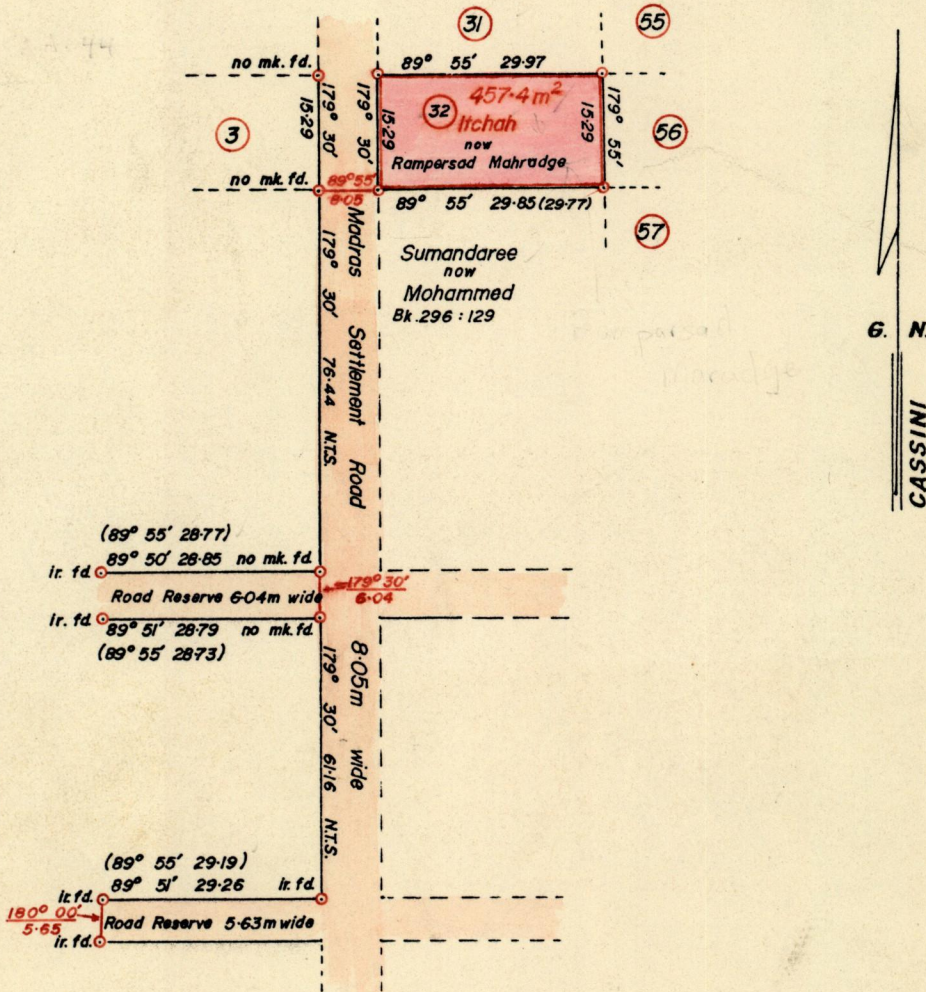 31
55
no mk. fd.
89° 55' 29.97
179° 30'
15.29
179° 30'
15.29
32
457.4 m²
Itchah
now
Rampersad Mahradge
15.29
179° 55'
3
56
no mk. fd.
89° 55'
8.05
89° 55' 29.85 (29.77)
57
Sumandaree
now
Mohammed
Bk. 296 : 129
Madras Settlement Road
179° 30' 76.44 N.T.S.
G. N.
CASSINI
(89° 55' 28.77)
89° 50' 28.85 no mk. fd.
ir. fd.
Road Reserve 6.04m wide
179° 30'
6.04
ir. fd.
89° 51' 28.79 no mk. fd.
(89° 55' 28.73)
8.05m wide
179° 30' 61.16 N.T.S.
(89° 55' 29.19)
89° 51' 29.26 ir. fd.
ir. fd.
180° 00'
5.65
Road Reserve 5.63m wide
ir. fd.